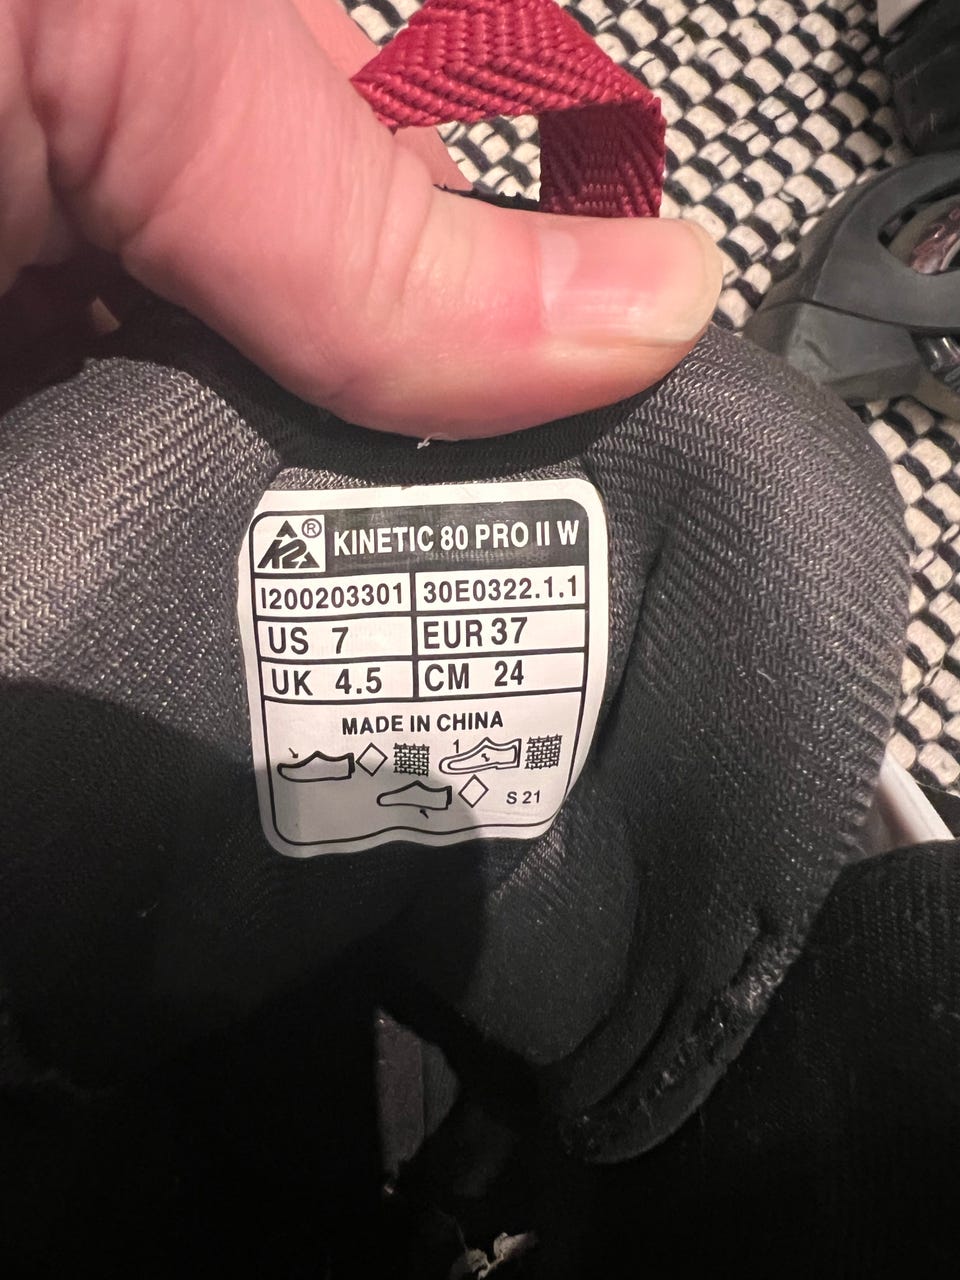 K2® KINETIC 80 PRO II W
I200203301 30E0322.1.1
US 7 EUR 37
UK 4.5 CM 24
MADE IN CHINA
1
S 21